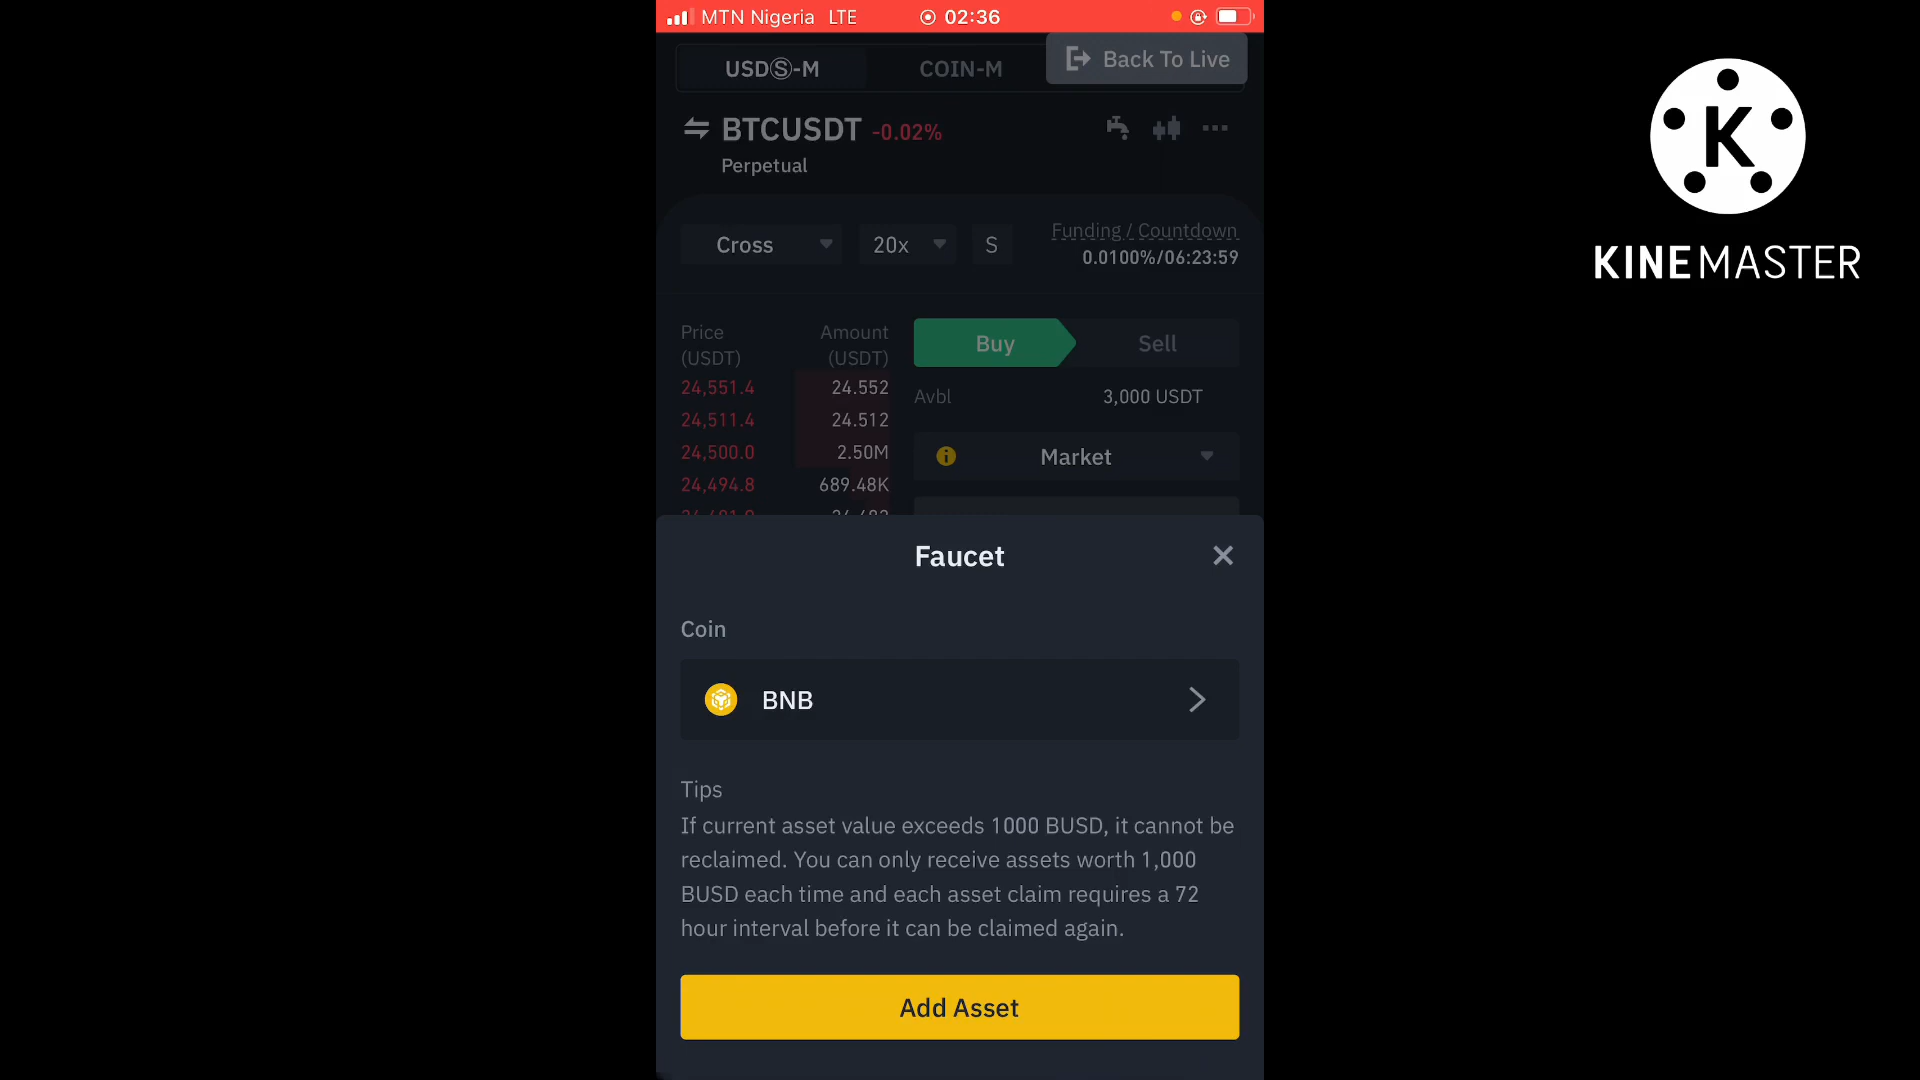 MTN Nigeria LTE 02:36
USDⓈ-M COIN-M Back To Live
BTCUSDT -0.02%
Perpetual
Cross 20x S Funding / Countdown
0.0100%/06:23:59
Price (USDT) Amount (USDT)
Buy Sell
24,551.4 24.552
Avbl 3,000 USDT
24,511.4 24.512
24,500.0 2.50M
Market
24,494.8 689.48K
Faucet
Coin
BNB
Tips
If current asset value exceeds 1000 BUSD, it cannot be
reclaimed. You can only receive assets worth 1,000
BUSD each time and each asset claim requires a 72
hour interval before it can be claimed again.
Add Asset
K
KINEMASTER